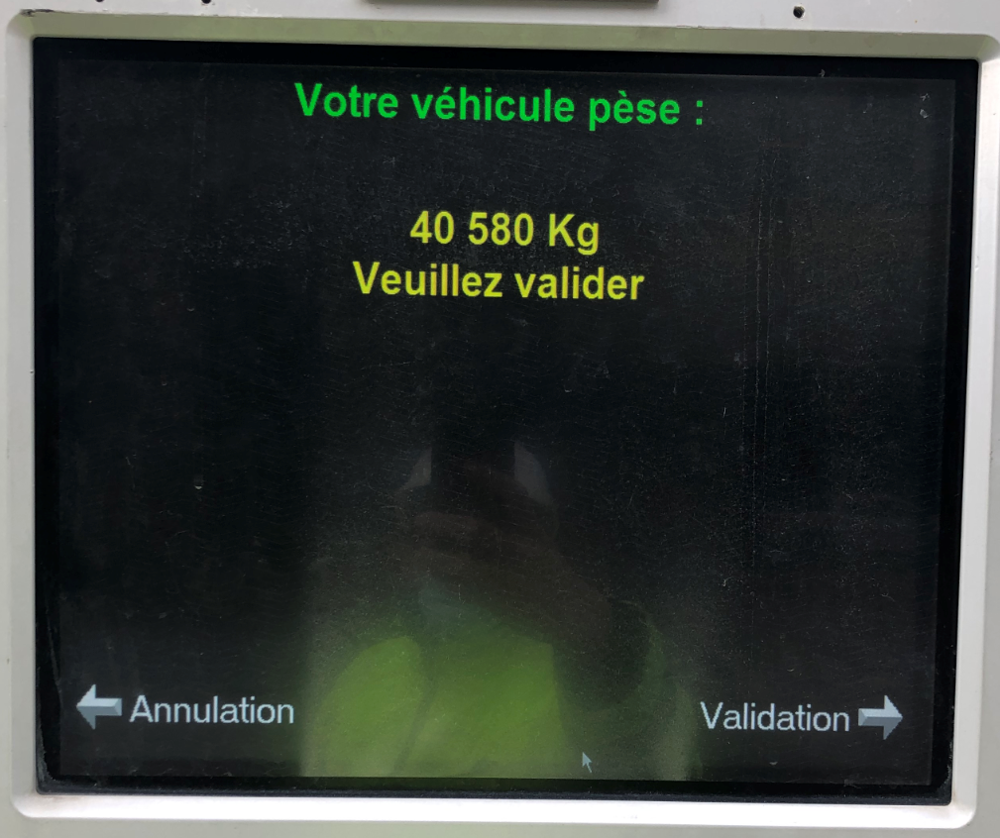 Votre véhicule pèse :
40 580 Kg
Veuillez valider
Annulation
Validation